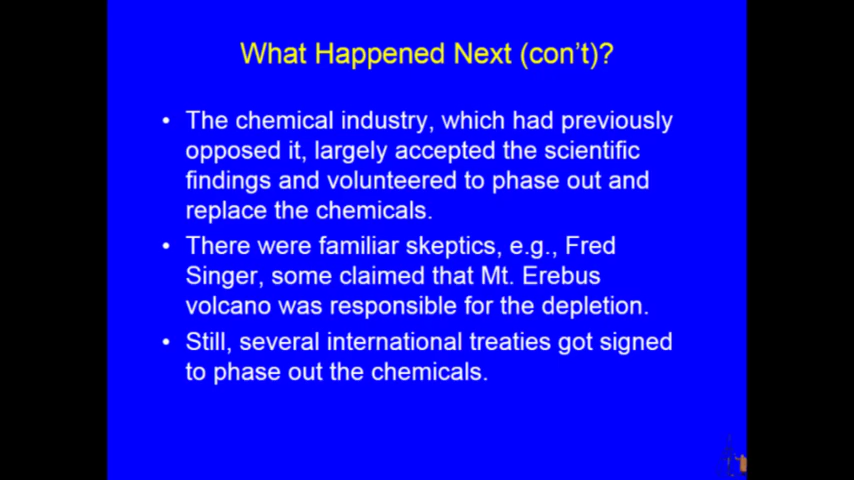 What Happened Next (con't)?
• The chemical industry, which had previously
opposed it, largely accepted the scientific
findings and volunteered to phase out and
replace the chemicals.
• There were familiar skeptics, e.g., Fred
Singer, some claimed that Mt. Erebus
volcano was responsible for the depletion.
• Still, several international treaties got signed
to phase out the chemicals.